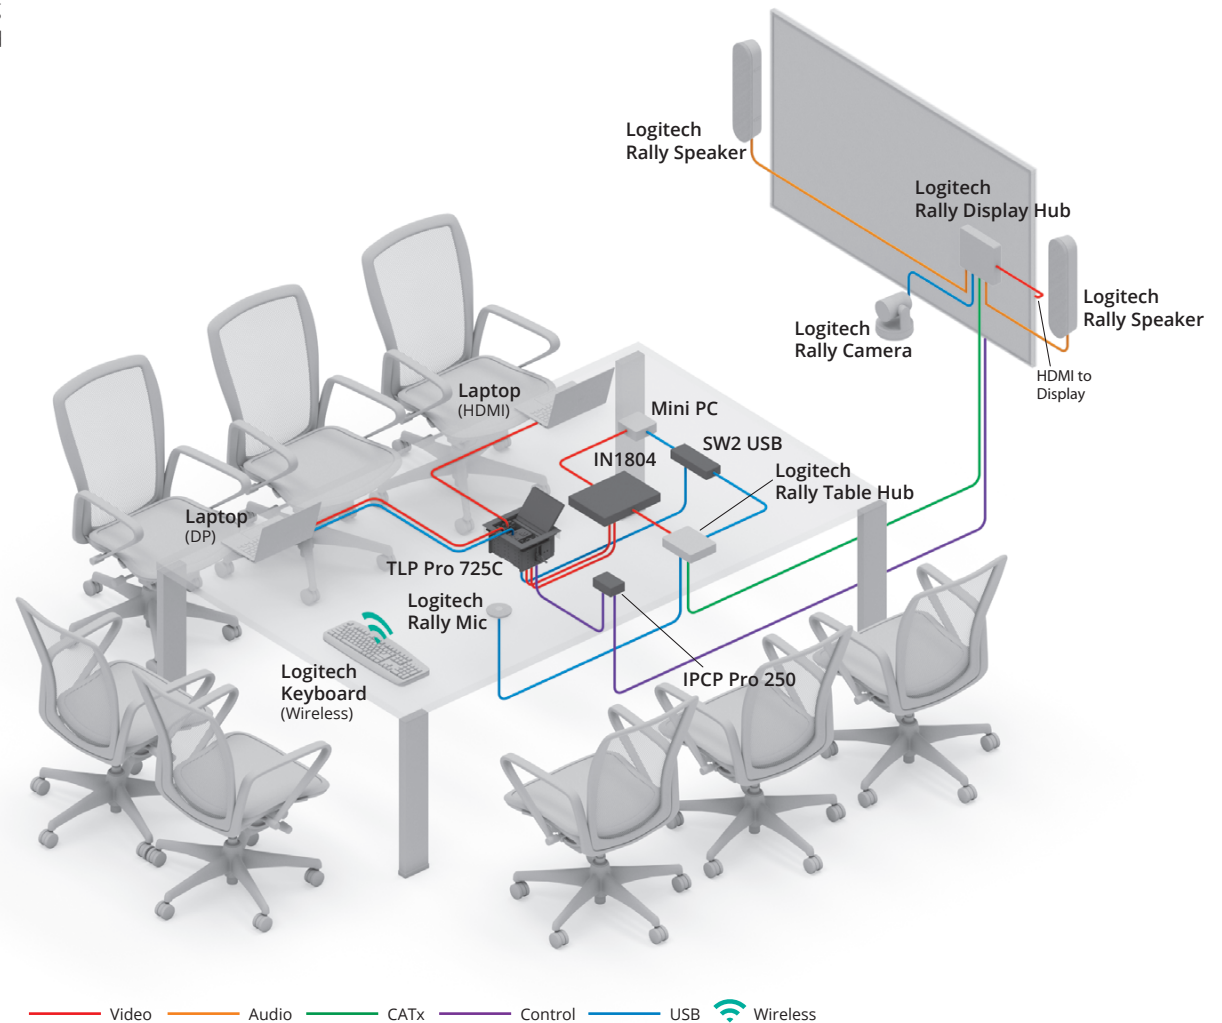 Logitech
Rally Speaker
Logitech
Rally Display Hub
Logitech
Rally Speaker
Logitech
Rally Camera
HDMI to
Display
Laptop
(HDMI)
Mini PC
SW2 USB
IN1804
Logitech
Rally Table Hub
Laptop
(DP)
TLP Pro 725C
Logitech
Rally Mic
Logitech
Keyboard
(Wireless)
IPCP Pro 250
Video
Audio
CATx
Control
USB
Wireless